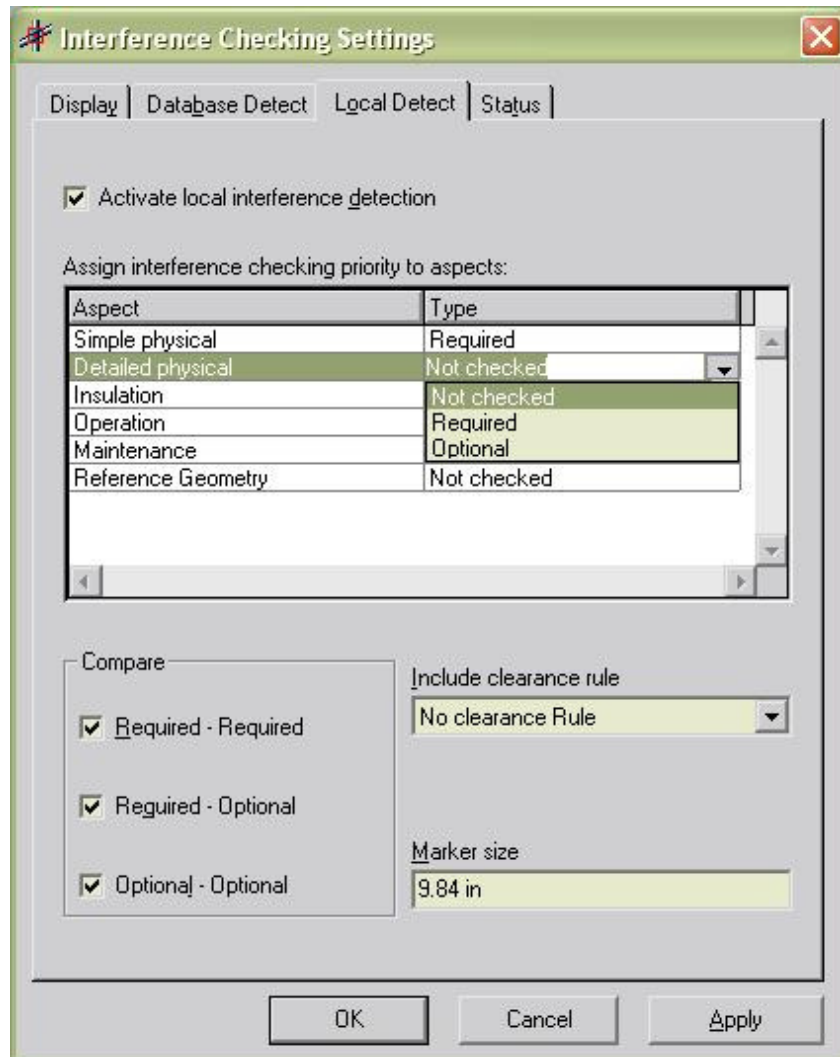 Interference Checking Settings
Display
Database Detect
Local Detect
Status
Activate local interference detection
Assign interference checking priority to aspects:
Aspect Type
Simple physical Required
Detailed physical Not checked
Insulation Not checked
Operation Required
Maintenance Optional
Reference Geometry Not checked
Compare
Required - Required
Required - Optional
Optional - Optional
Include clearance rule
No clearance Rule
Marker size
9.84 in
OK
Cancel
Apply